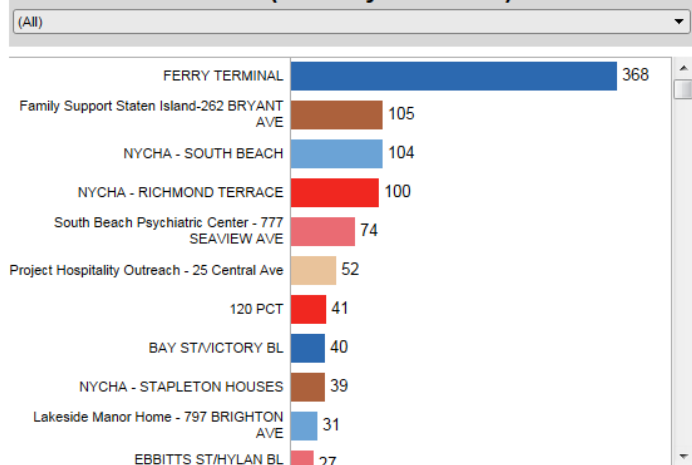 (All)
FERRY TERMINAL 368
Family Support Staten Island-262 BRYANT
AVE 105
NYCHA - SOUTH BEACH 104
NYCHA - RICHMOND TERRACE 100
South Beach Psychiatric Center - 777
SEAVIEW AVE 74
Project Hospitality Outreach - 25 Central Ave 52
120 PCT 41
BAY ST/VICTORY BL 40
NYCHA - STAPLETON HOUSES 39
Lakeside Manor Home - 797 BRIGHTON
AVE 31
EBBITTS ST/HYLAN BL 27